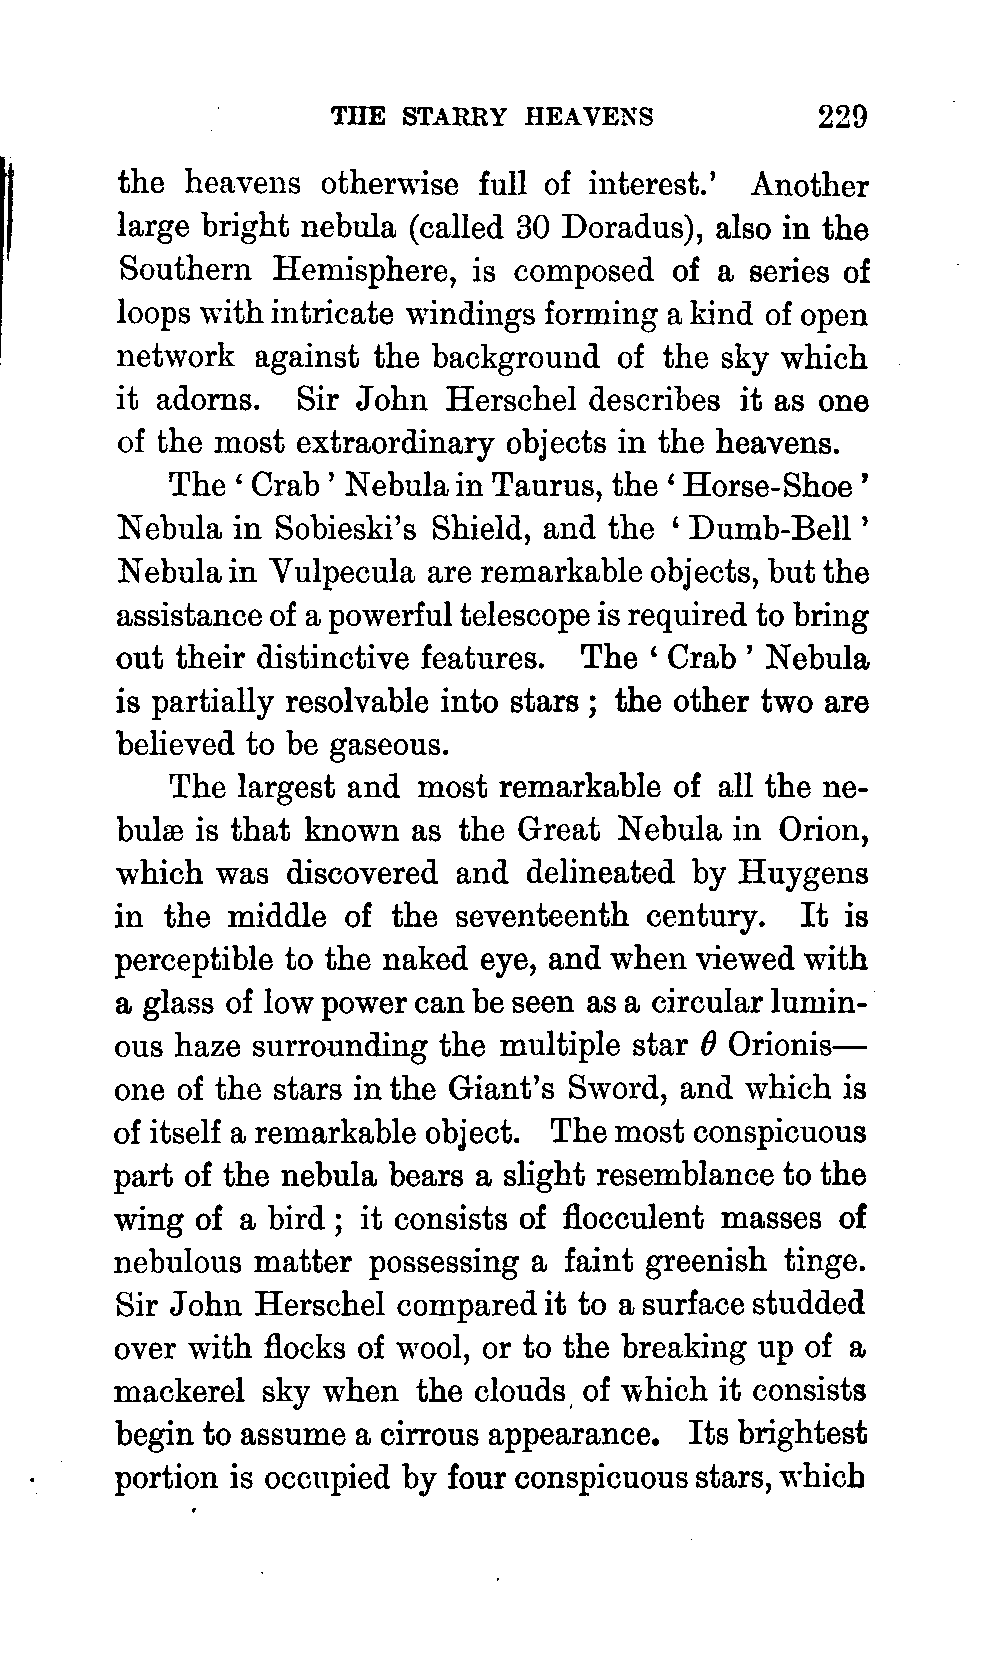 THE STARRY HEAVENS 229
the heavens otherwise full of interest.’ Another
large bright nebula (called 30 Doradus), also in the
Southern Hemisphere, is composed of a series of
loops with intricate windings forming a kind of open
network against the background of the sky which
it adorns. Sir John Herschel describes it as one
of the most extraordinary objects in the heavens.
The ‘ Crab ’ Nebula in Taurus, the ‘ Horse-Shoe ’
Nebula in Sobieski’s Shield, and the ‘ Dumb-Bell ’
Nebula in Vulpecula are remarkable objects, but the
assistance of a powerful telescope is required to bring
out their distinctive features. The ‘ Crab ’ Nebula
is partially resolvable into stars ; the other two are
believed to be gaseous.
The largest and most remarkable of all the ne-
bulæ is that known as the Great Nebula in Orion,
which was discovered and delineated by Huygens
in the middle of the seventeenth century. It is
perceptible to the naked eye, and when viewed with
a glass of low power can be seen as a circular lumin-
ous haze surrounding the multiple star θ Orionis—
one of the stars in the Giant’s Sword, and which is
of itself a remarkable object. The most conspicuous
part of the nebula bears a slight resemblance to the
wing of a bird ; it consists of flocculent masses of
nebulous matter possessing a faint greenish tinge.
Sir John Herschel compared it to a surface studded
over with flocks of wool, or to the breaking up of a
mackerel sky when the clouds of which it consists
begin to assume a cirrous appearance. Its brightest
portion is occupied by four conspicuous stars, which